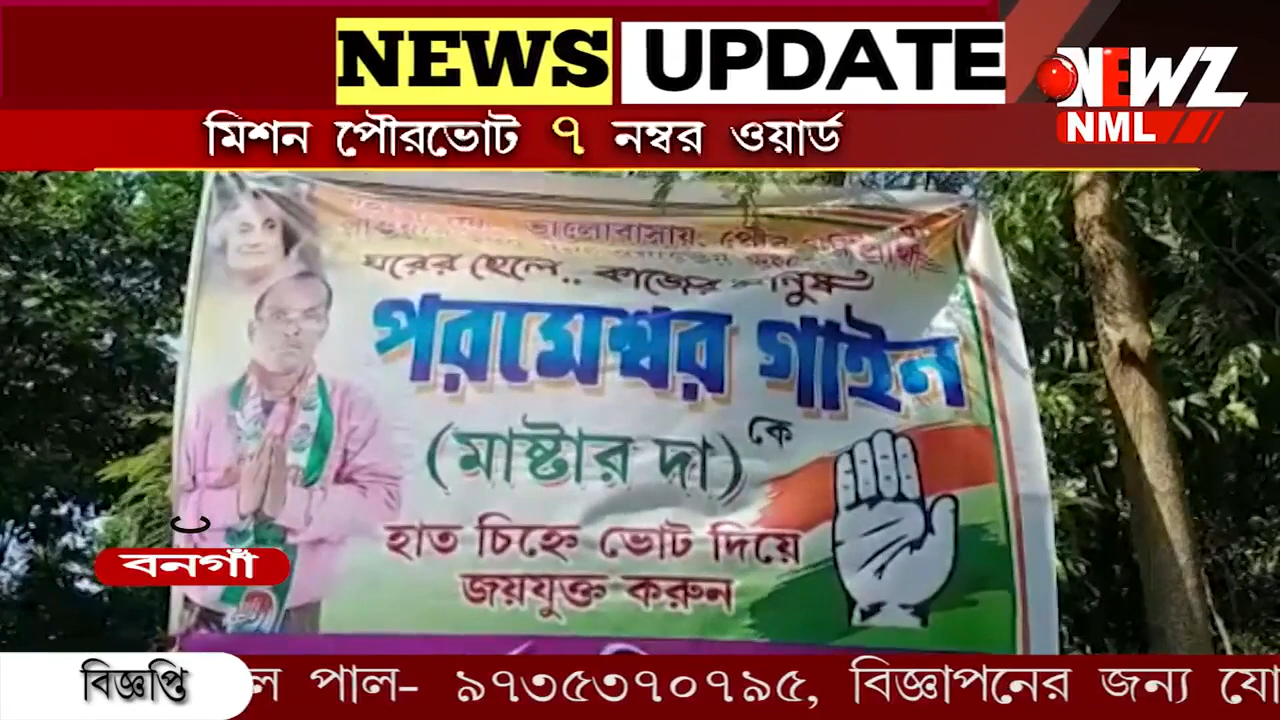 NEWS UPDATE
NEWZ
NML
মিশন পৌরভোট ৭ নম্বর ওয়ার্ড
ভালোবাসায়,
ঘরের ছেলে.. কাজের মানুষ
পরমেশ্বর গাইন
(মাষ্টার দা) কে
হাত চিহ্নে ভোট দিয়ে
জয়যুক্ত করুন
বনগাঁ
বিজ্ঞপ্তি
ল পাল- ৯৭৩৫৩৭০৭৯৫, বিজ্ঞাপনের জন্য যো